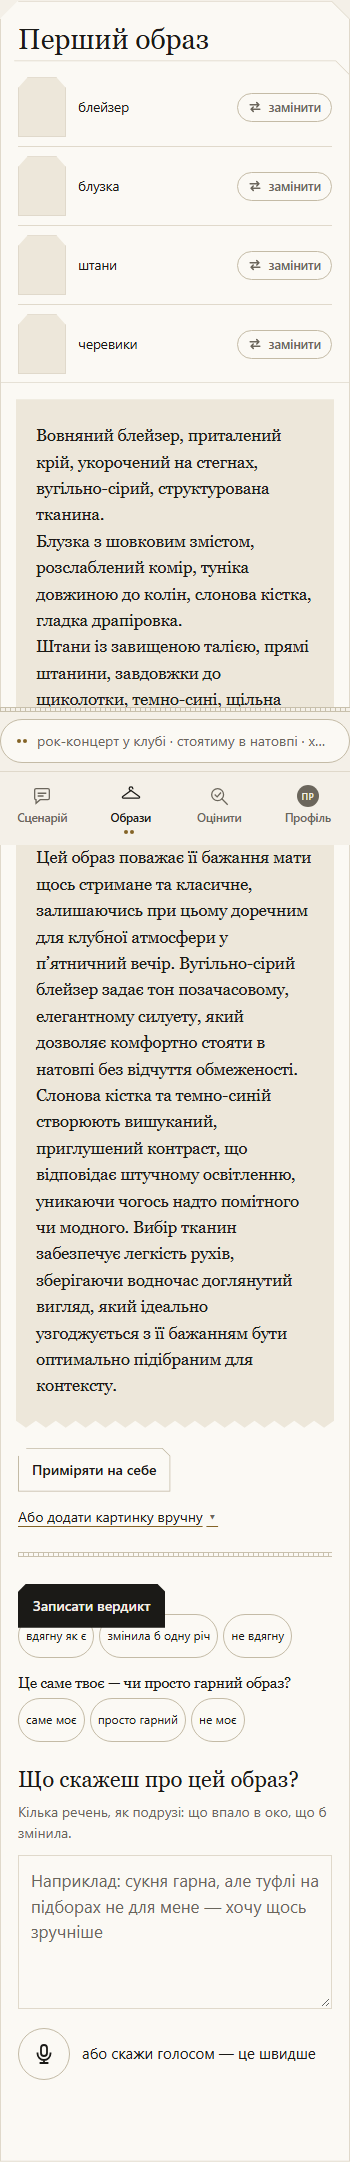 Перший образ
блейзер
замінити
блузка
замінити
штани
замінити
черевики
замінити
Вовняний блейзер, приталений
крій, укорочений на стегнах,
вугільно-сірий, структурована
тканина.
Блузка з шовковим змістом,
розслаблений комір, туніка
довжиною до колін, слонова кістка,
гладка драпіровка.
Штани із завищеною талією, прямі
штанини, завдовжки до
щиколотки, темно-сині, щільна
рок-концерт у клубі · стоятиму в натовпі · х...
Сценарій
Образи
Оцінити
ПР
Профіль
Цей образ поважає її бажання мати
щось стримане та класичне,
залишаючись при цьому доречним
для клубної атмосфери у
п’ятничний вечір. Вугільно-сірий
блейзер задає тон позачасовому,
елегантному силуету, який
дозволяє комфортно стояти в
натовпі без відчуття обмеженості.
Слонова кістка та темно-синій
створюють вишуканий,
приглушений контраст, що
відповідає штучному освітленню,
уникаючи чогось надто помітного
чи модного. Вибір тканин
забезпечує легкість рухів,
зберігаючи водночас доглянутий
вигляд, який ідеально
узгоджується з її бажанням бути
оптимально підібраним для
контексту.
Приміряти на себе
Або додати картинку вручну
Записати вердикт
вдягну як є
змінила б одну річ
не вдягну
Це саме твоє — чи просто гарний образ?
саме моє
просто гарний
не моє
Що скажеш про цей образ?
Кілька речень, як подрузі: що впало в око, що б
змінила.
Наприклад: сукня гарна, але туфлі на
підборах не для мене — хочу щось
зручніше
або скажи голосом — це швидше